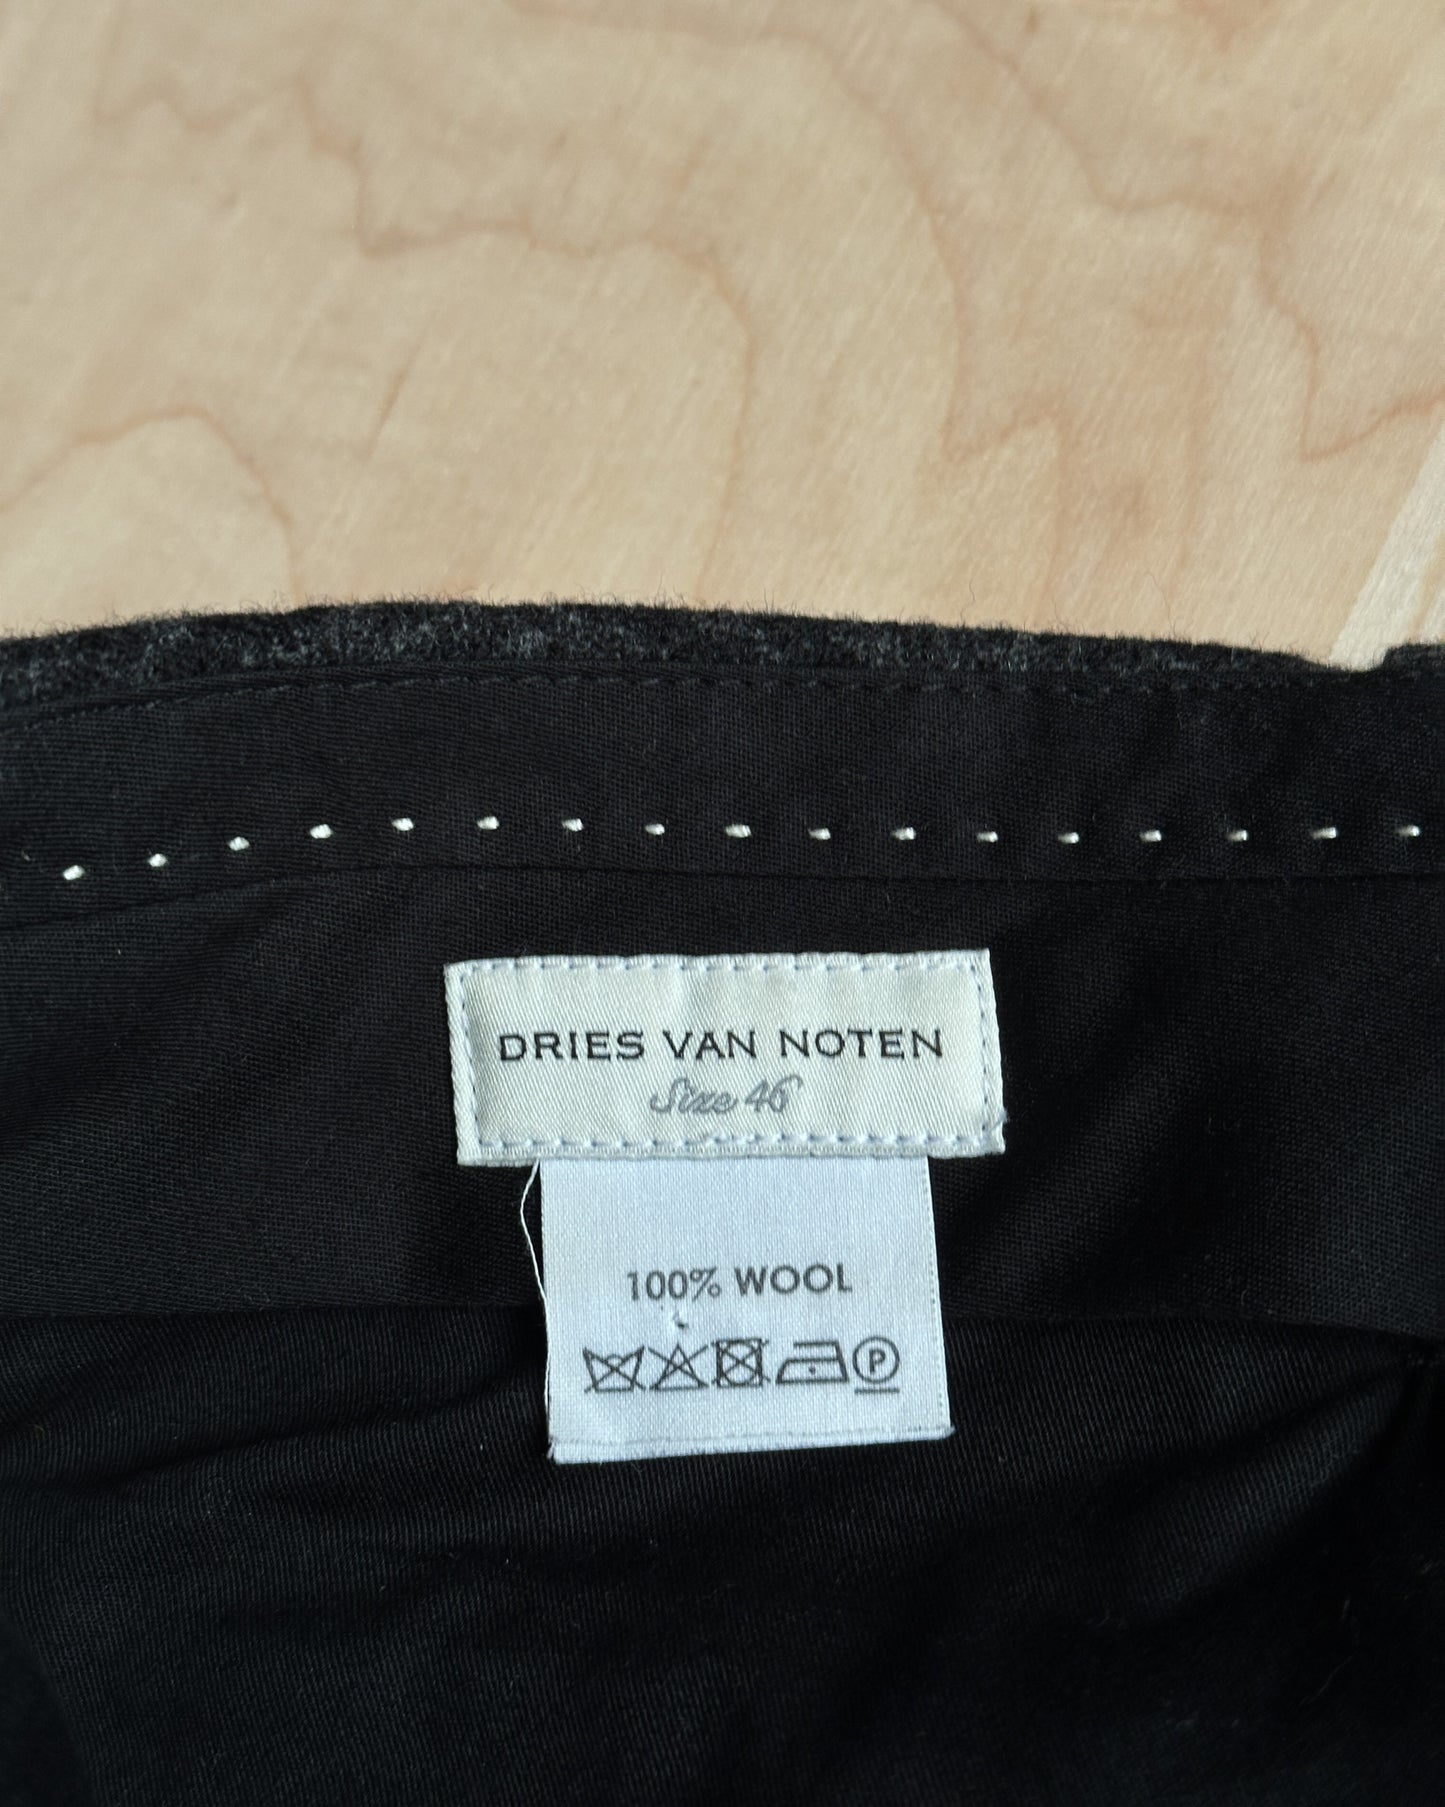 DRIES VAN NOTEN
Size 46
100% WOOL
P